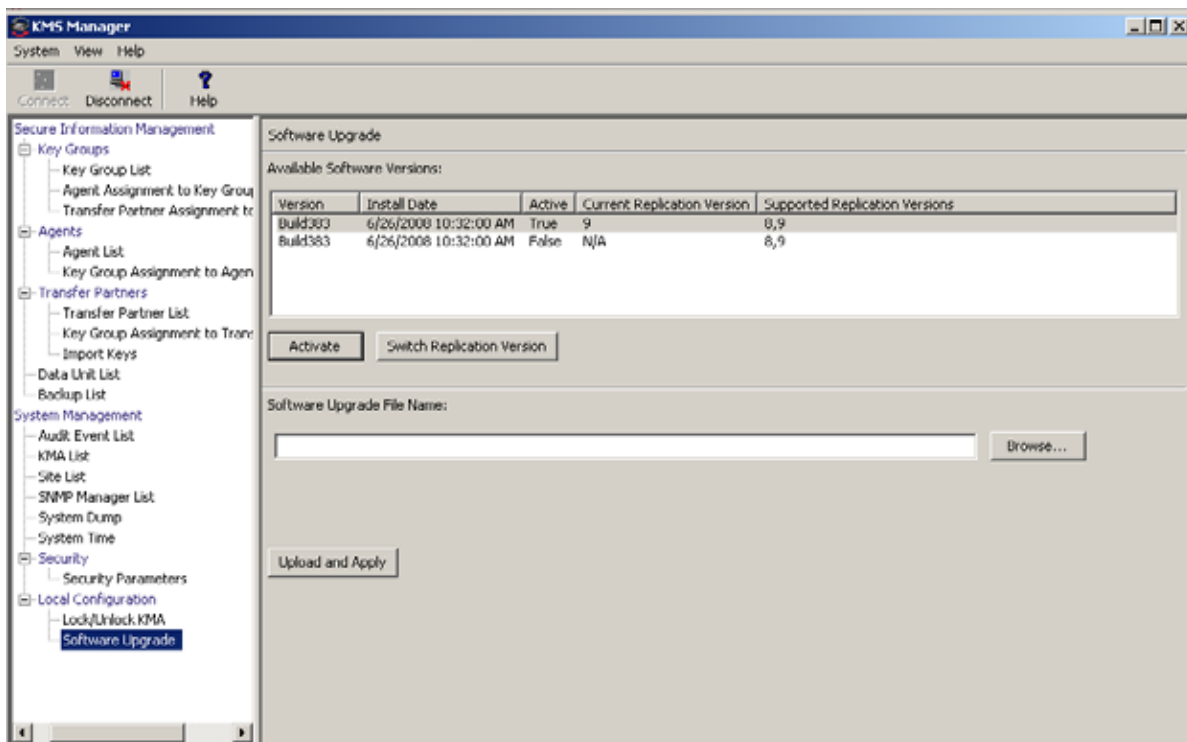 KMS Manager
System View Help
Connect Disconnect Help
Secure Information Management
Key Groups
Key Group List
Agent Assignment to Key Group
Transfer Partner Assignment to
Agents
Agent List
Key Group Assignment to Agen
Transfer Partners
Transfer Partner List
Key Group Assignment to Trans
Import Keys
Data Unit List
Backup List
System Management
Audit Event List
KMA List
Site List
SNMP Manager List
System Dump
System Time
Security
Security Parameters
Local Configuration
Lock/Unlock KMA
Software Upgrade
Software Upgrade
Available Software Versions:
Version Install Date Active Current Replication Version Supported Replication Versions
Build383 6/26/2008 10:32:00 AM True 9 8,9
Build383 6/26/2008 10:32:00 AM False N/A 8,9
Activate Switch Replication Version
Software Upgrade File Name:
Browse...
Upload and Apply